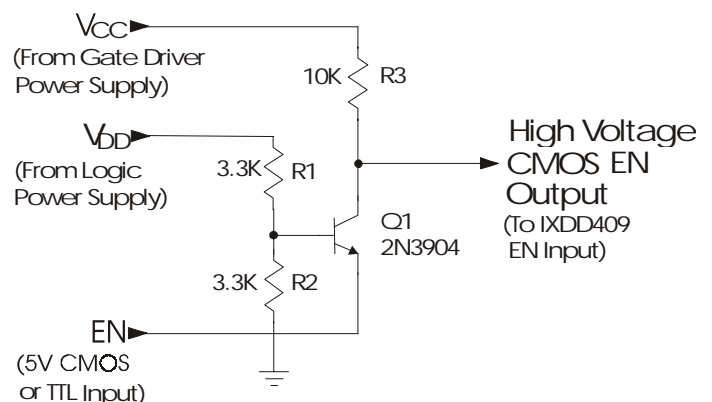 VCC
(From Gate Driver
Power Supply)
10K R3
VDD
(From Logic
Power Supply)
3.3K R1
High Voltage
CMOS EN
Output
(To IXDD409
EN Input)
Q1
2N3904
3.3K R2
EN
(5V CMOS
or TTL Input)